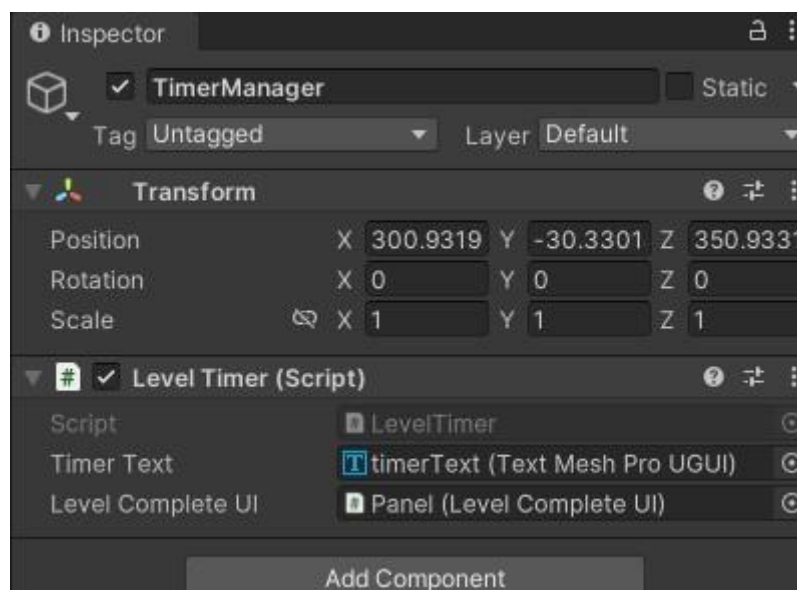 Inspector
TimerManager Static
Tag Untagged Layer Default
Transform
Position X 300.9319 Y -30.3301 Z 350.9331
Rotation X 0 Y 0 Z 0
Scale X 1 Y 1 Z 1
# Level Timer (Script)
Script # LevelTimer
Timer Text T timerText (Text Mesh Pro UGUI)
Level Complete UI # Panel (Level Complete UI)
Add Component